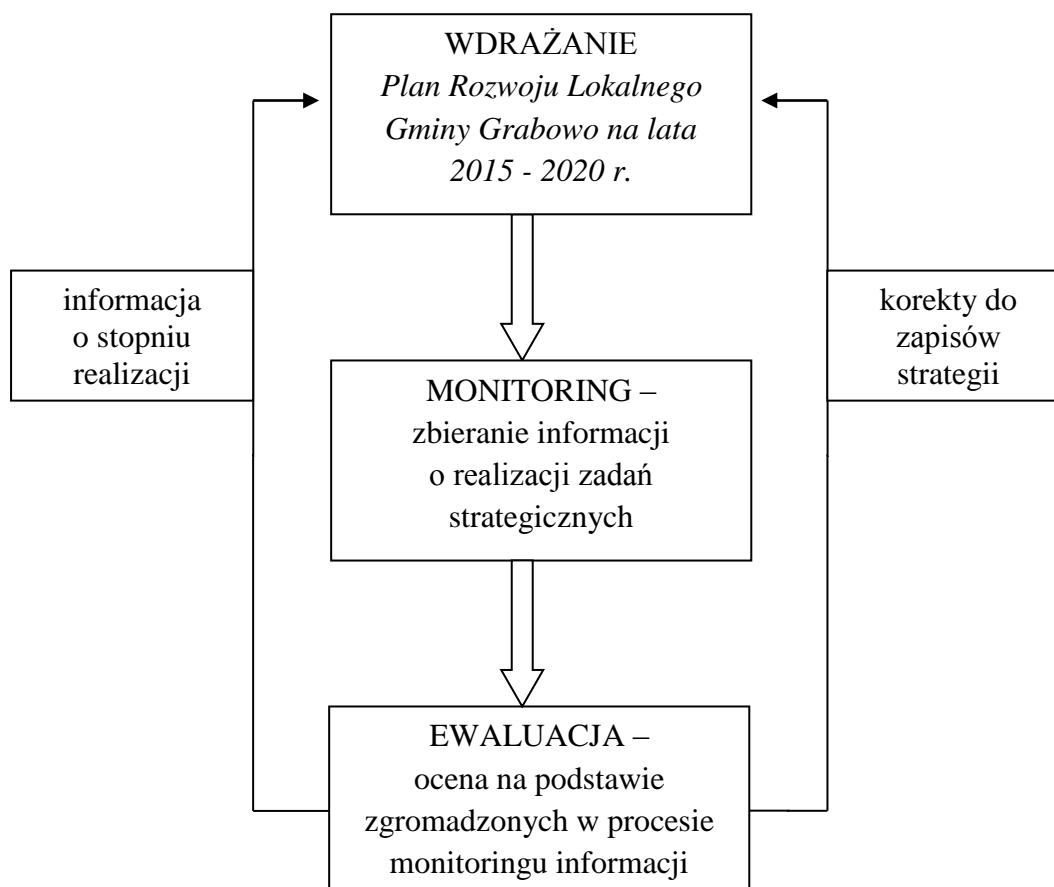 WDRAŻANIE
Plan Rozwoju Lokalnego
Gminy Grabowo na lata
2015 - 2020 r.
informacja
o stopniu
realizacji
korekty do
zapisów
strategii
MONITORING –
zbieranie informacji
o realizacji zadań
strategicznych
EWALUACJA –
ocena na podstawie
zgromadzonych w procesie
monitoringu informacji